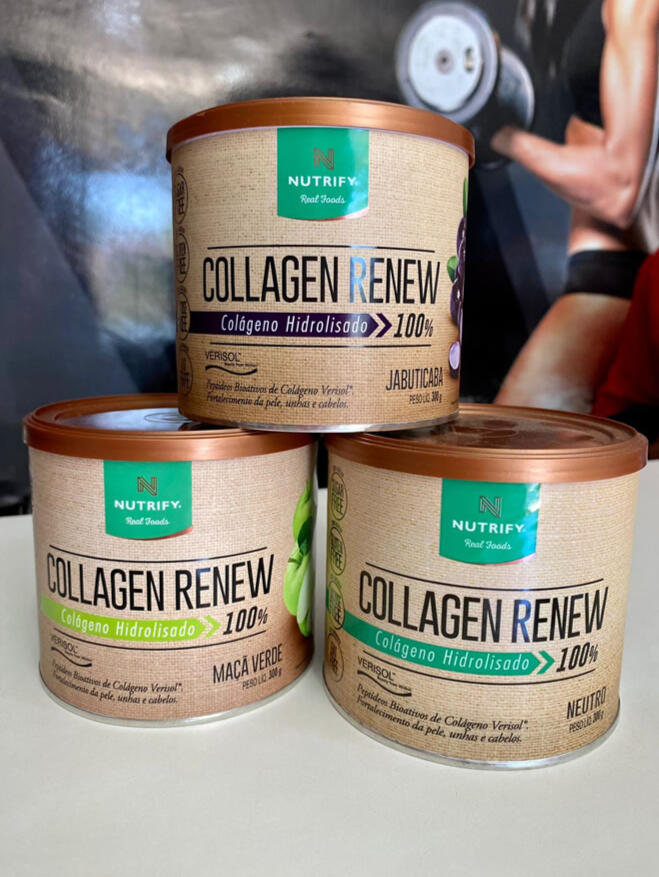 NUTRIFY
Real Foods
COLLAGEN RENEW
Colágeno Hidrolisado 100%
VERISOL®
Peptídeos Bioativos de Colágeno Verisol®.
Fortalecimento da pele, unhas e cabelos.
JABUTICABA
PESO LÍQ. 300 g
NUTRIFY
Real Foods
COLLAGEN RENEW
Colágeno Hidrolisado 100%
VERISOL®
Peptídeos Bioativos de Colágeno Verisol®.
Fortalecimento da pele, unhas e cabelos.
MAÇÃ VERDE
PESO LÍQ. 300 g
NUTRIFY
Real Foods
COLLAGEN RENEW
Colágeno Hidrolisado 100%
VERISOL®
Peptídeos Bioativos de Colágeno Verisol®.
Fortalecimento da pele, unhas e cabelos.
NEUTRO
PESO LÍQ. 300 g